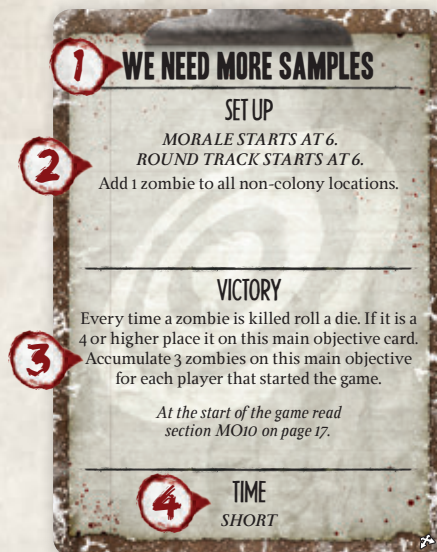 1
WE NEED MORE SAMPLES
SET UP
MORALE STARTS AT 6.
ROUND TRACK STARTS AT 6.
2
Add 1 zombie to all non-colony locations.
VICTORY
Every time a zombie is killed roll a die. If it is a
4 or higher place it on this main objective card.
3
Accumulate 3 zombies on this main objective
for each player that started the game.
At the start of the game read
section MO10 on page 17.
4
TIME
SHORT